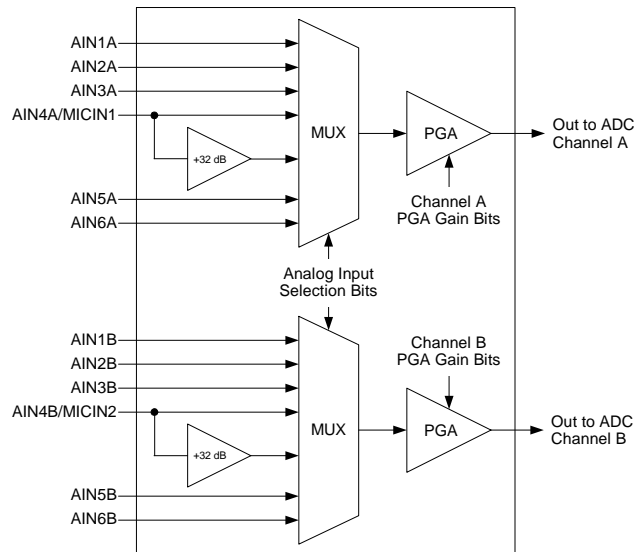 AIN1A
AIN2A
AIN3A
AIN4A/MICIN1
+32 dB
AIN5A
AIN6A
MUX
PGA
Out to ADC
Channel A
Channel A
PGA Gain Bits
Analog Input
Selection Bits
AIN1B
AIN2B
AIN3B
AIN4B/MICIN2
+32 dB
AIN5B
AIN6B
MUX
Channel B
PGA Gain Bits
PGA
Out to ADC
Channel B